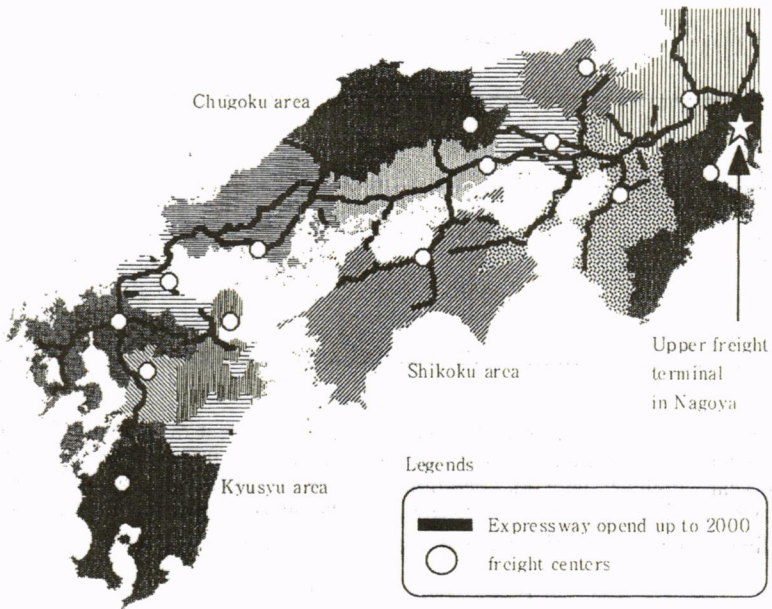 Chugoku area
Shikoku area
Upper freight
terminal
in Nagoya
Kyusyu area
Legends
Expressway opend up to 2000
freight centers